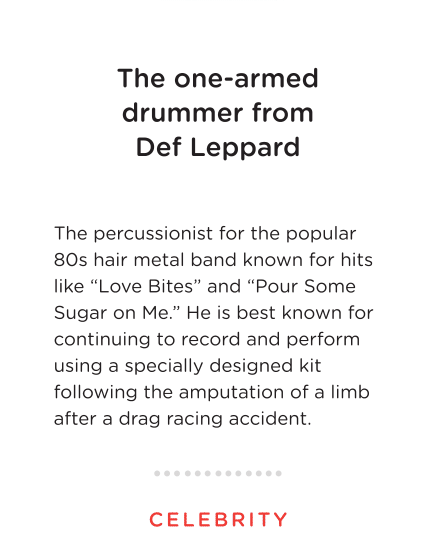 The one-armed
drummer from
Def Leppard
The percussionist for the popular
80s hair metal band known for hits
like “Love Bites” and “Pour Some
Sugar on Me.” He is best known for
continuing to record and perform
using a specially designed kit
following the amputation of a limb
after a drag racing accident.
CELEBRITY